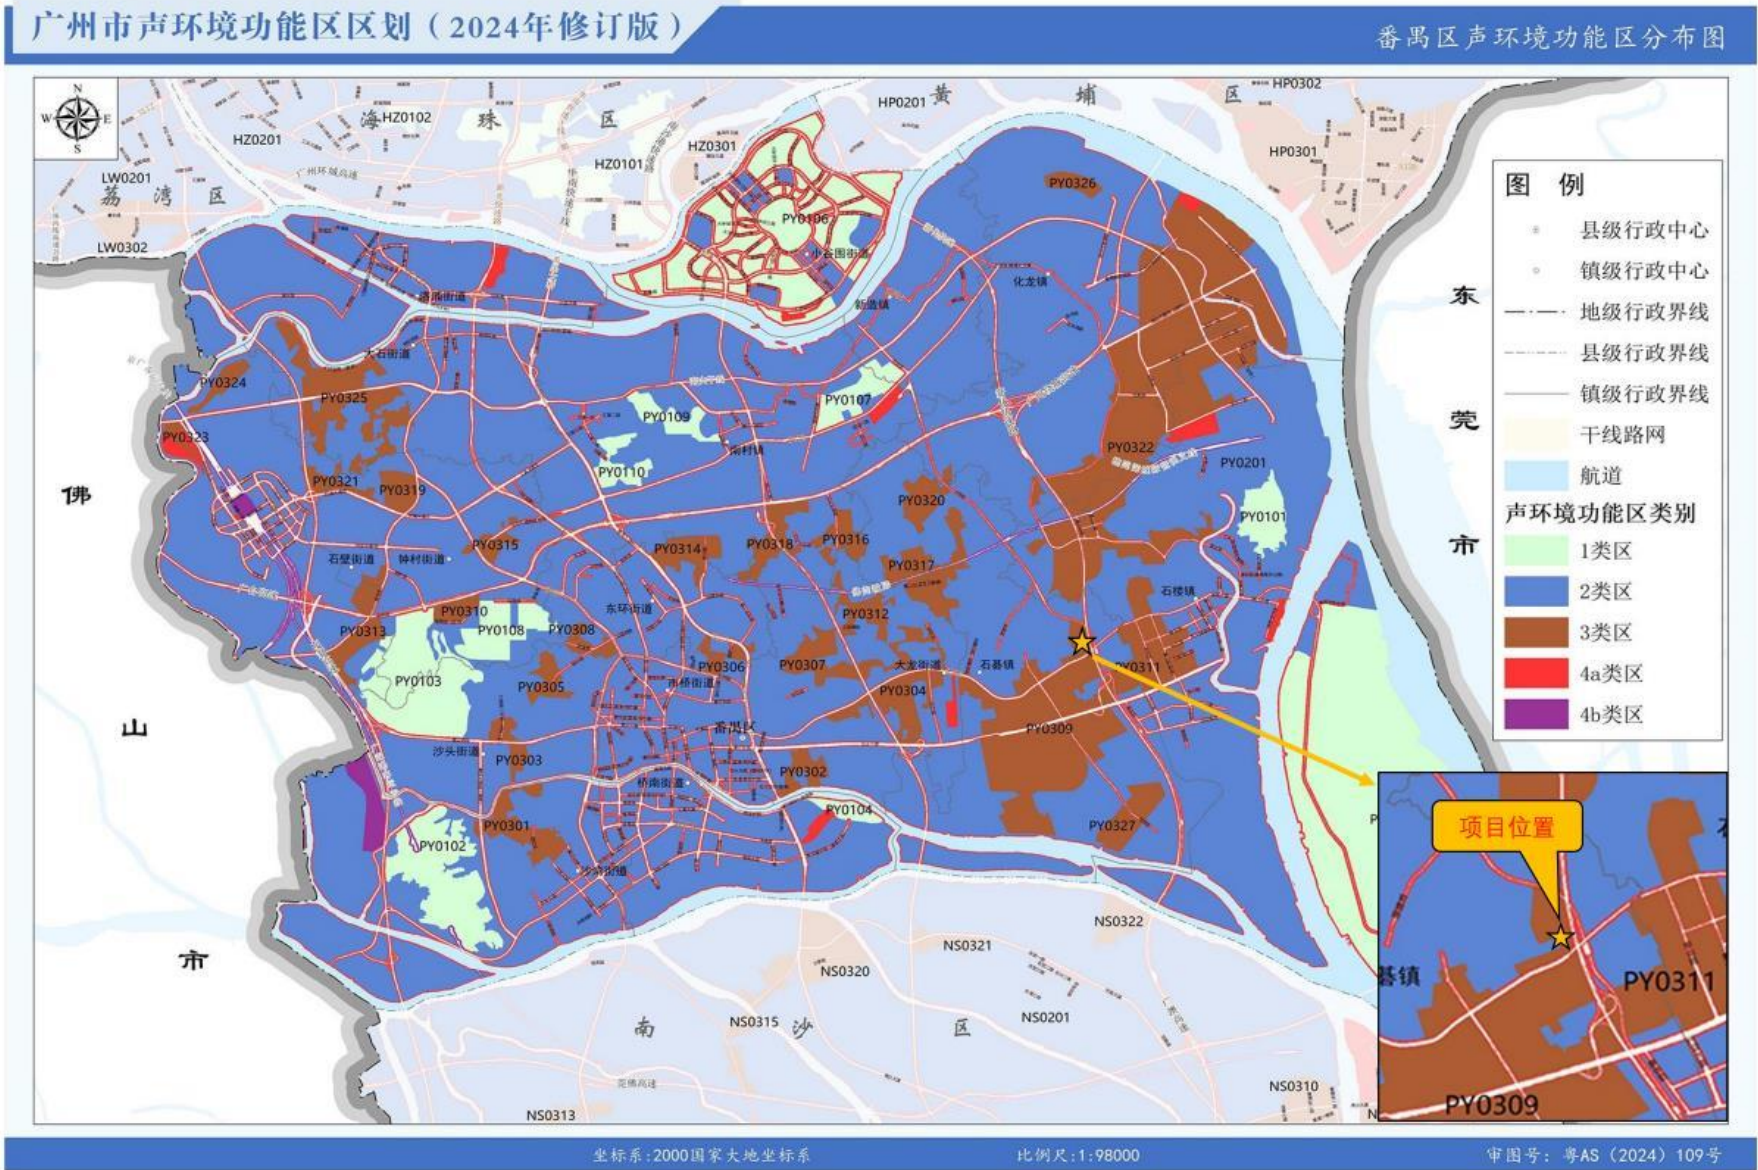 广州市声环境功能区区划（2024年修订版）
番禺区声环境功能区分布图
N
W
E
S
海
珠
区
黄
埔
区
荔
湾
区
HZ0102
HZ0201
HZ0101
HZ0301
HP0201
HP0302
HP0301
LW0201
LW0302
广州环城高速
PY0326
PY0106
小谷围街道
新造镇
化龙镇
洛浦街道
大石街道
PY0324
PY0325
PY0323
PY0109
PY0107
PY0110
南村镇
PY0322
PY0201
PY0321
PY0319
PY0320
PY0101
PY0315
PY0314
PY0318
PY0316
PY0317
石壁街道
钟村街道
石楼镇
PY0310
PY0313
PY0108
PY0308
东环街道
PY0312
PY0103
PY0305
PY0306
市桥街道
PY0307
大龙街道
石碁镇
PY0304
PY0311
PY0309
番禺区
沙头街道
PY0303
桥南街道
PY0302
PY0104
PY0301
PY0102
沙湾街道
PY0327
NS0322
NS0321
NS0320
NS0315
NS0201
NS0310
NS0313
南
沙
区
莞佛高速
佛
山
市
东
莞
市
图 例
县级行政中心
镇级行政中心
地级行政界线
县级行政界线
镇级行政界线
干线路网
航道
声环境功能区类别
1类区
2类区
3类区
4a类区
4b类区
项目位置
碁镇
PY0311
PY0309
坐标系:2000国家大地坐标系
比例尺:1:98000
审图号：粤AS（2024）109号